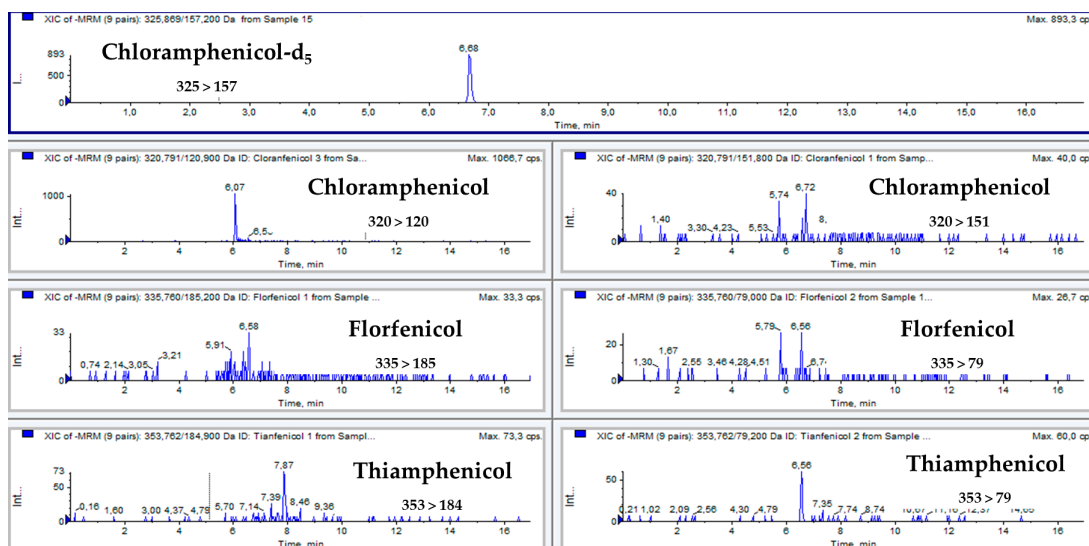 XIC of -MRM (9 pairs): 325,869/157,200 Da from Sample 15 Max. 893,3 cps.
Chloramphenicol-d5
325 > 157
6,68
893
500
0
I...
1,0 2,0 3,0 4,0 5,0 6,0 7,0 8,0 9,0 10,0 11,0 12,0 13,0 14,0 15,0 16,0
Time, min
XIC of -MRM (9 pairs): 320,791/120,900 Da ID: Cloranfenicol 3 from Sa... Max. 1066,7 cps.
Chloramphenicol
320 > 120
6,07
1000
0
Int...
2 4 6 8 10 12 14 16
Time, min
XIC of -MRM (9 pairs): 320,791/151,800 Da ID: Cloranfenicol 1 from Samp... Max. 40,0 cp
Chloramphenicol
320 > 151
40
20
0
1,40 3,30 4,23 5,53 5,74 6,72 8,
Int...
2 4 6 8 10 12 14 16
Time, min
XIC of -MRM (9 pairs): 335,760/185,200 Da ID: Florfenicol 1 from Sample ... Max. 33,3 cps.
Florfenicol
335 > 185
33
0
0,74 2,14 3,05 3,21 5,91 6,58
Int...
2 4 6 8 10 12 14 16
Time, min
XIC of -MRM (9 pairs): 335,760/79,000 Da ID: Florfenicol 2 from Sample 1... Max. 26,7 cp
Florfenicol
335 > 79
20
0
1,30 1,67 2,55 3,46 4,28 4,51 5,79 6,56
Int...
2 4 6 8 10 12 14 16
Time, min
XIC of -MRM (9 pairs): 353,762/184,900 Da ID: Tianfenicol 1 from Sampl... Max. 73,3 cps.
Thiamphenicol
353 > 184
73
50
0
0,16 1,60 3,00 4,37 4,79 5,70 7,14 7,39 7,87 8,46 9,36
Int...
2 4 6 8 10 12 14 16
Time, min
XIC of -MRM (9 pairs): 353,762/79,200 Da ID: Tianfenicol 2 from Sample ... Max. 60,0 cp
Thiamphenicol
353 > 79
50
0
0,21 1,02 2,09 2,56 4,30 4,79 6,56 7,35 7,74 8,74
Int...
2 4 6 8 10 12 14 16
Time, min